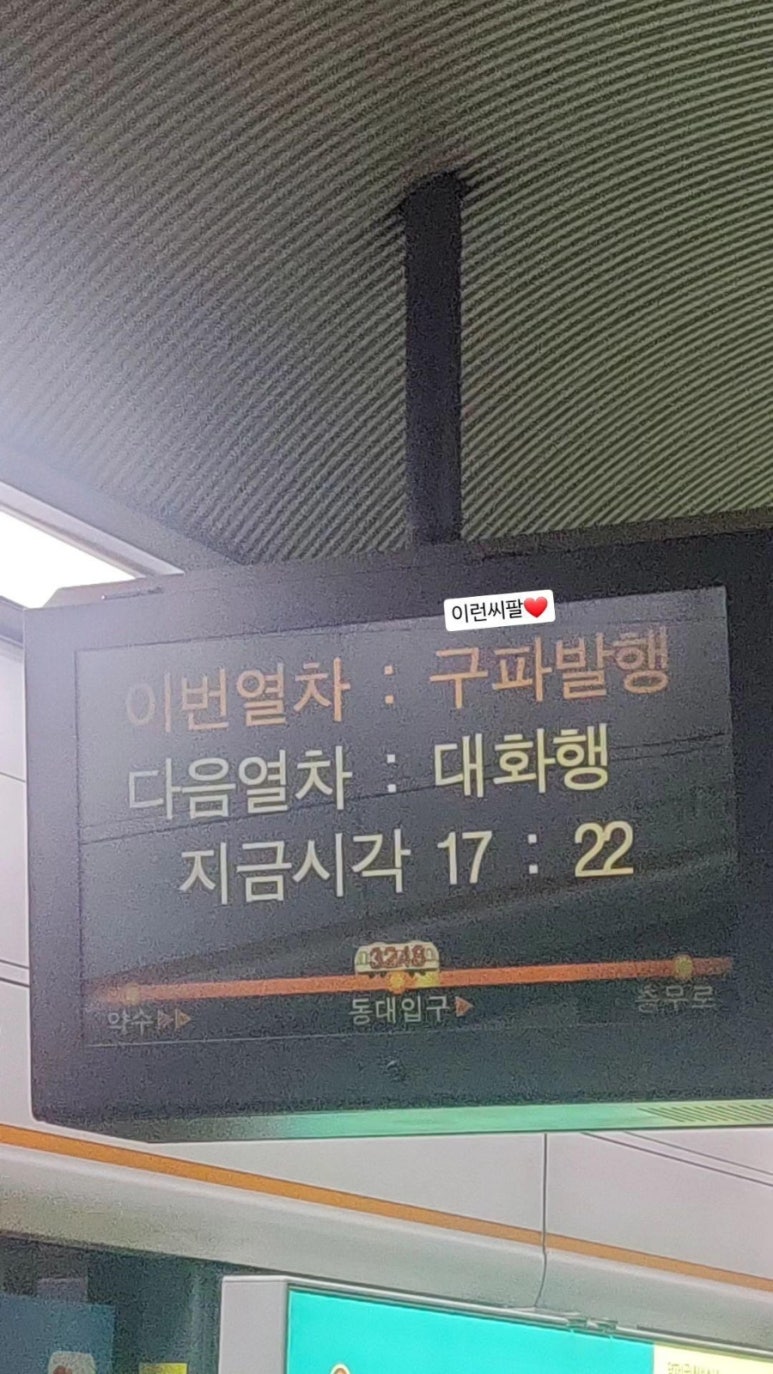 이런씨팔❤️
이번열차 : 구파발행
다음열차 : 대화행
지금시각 17 : 22
3248
약수▶▶ 동대입구▶ 충무로